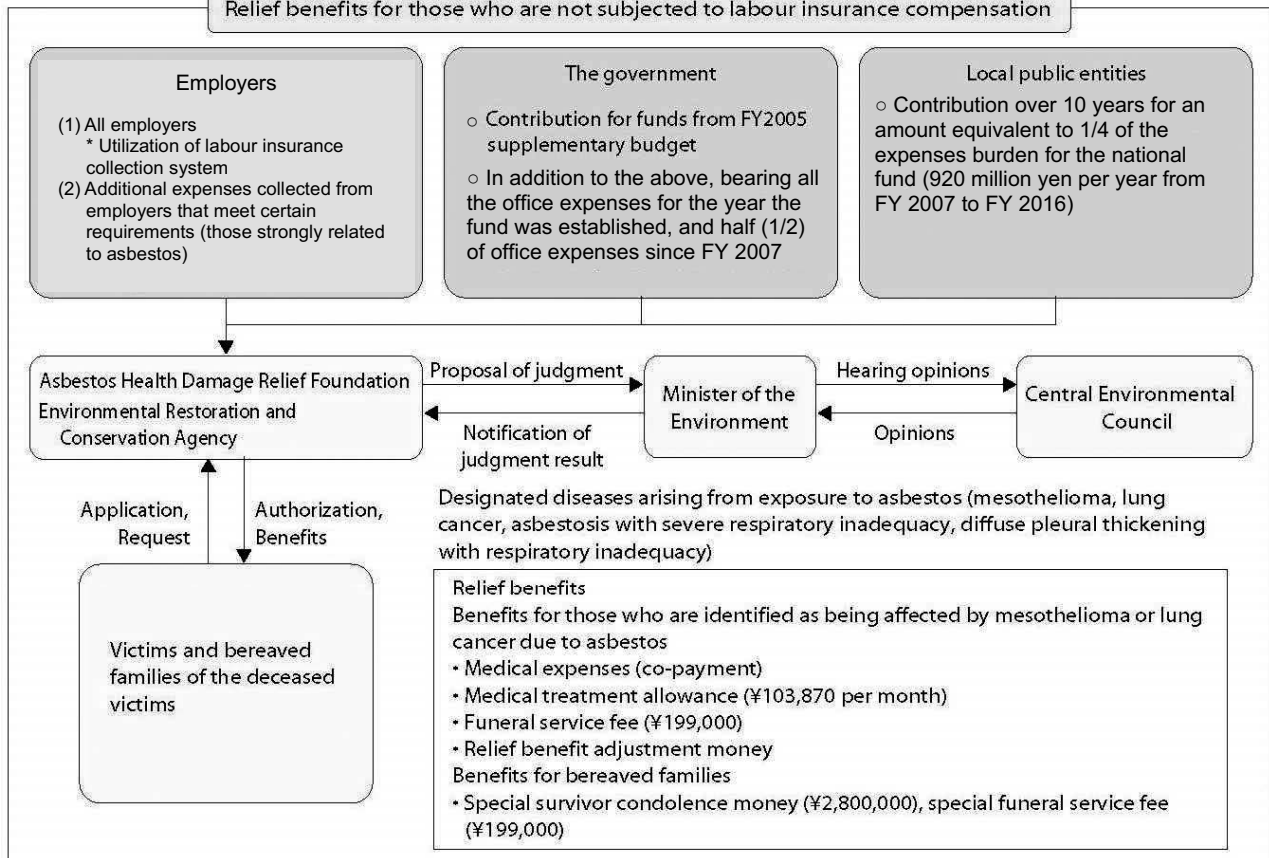 Relief benefits for those who are not subjected to labour insurance compensation
Employers
(1) All employers
* Utilization of labour insurance
collection system
(2) Additional expenses collected from
employers that meet certain
requirements (those strongly related
to asbestos)
The government
○ Contribution for funds from FY2005
supplementary budget
○ In addition to the above, bearing all
the office expenses for the year the
fund was established, and half (1/2)
of office expenses since FY 2007
Local public entities
○ Contribution over 10 years for an
amount equivalent to 1/4 of the
expenses burden for the national
fund (920 million yen per year from
FY 2007 to FY 2016)
Asbestos Health Damage Relief Foundation
Environmental Restoration and
Conservation Agency
Proposal of judgment
Notification of
judgment result
Minister of the
Environment
Hearing opinions
Opinions
Central Environmental
Council
Application,
Request
Authorization,
Benefits
Victims and bereaved
families of the deceased
victims
Designated diseases arising from exposure to asbestos (mesothelioma, lung
cancer, asbestosis with severe respiratory inadequacy, diffuse pleural thickening
with respiratory inadequacy)
Relief benefits
Benefits for those who are identified as being affected by mesothelioma or lung
cancer due to asbestos
・Medical expenses (co-payment)
・Medical treatment allowance (¥103,870 per month)
・Funeral service fee (¥199,000)
・Relief benefit adjustment money
Benefits for bereaved families
・Special survivor condolence money (¥2,800,000), special funeral service fee
(¥199,000)